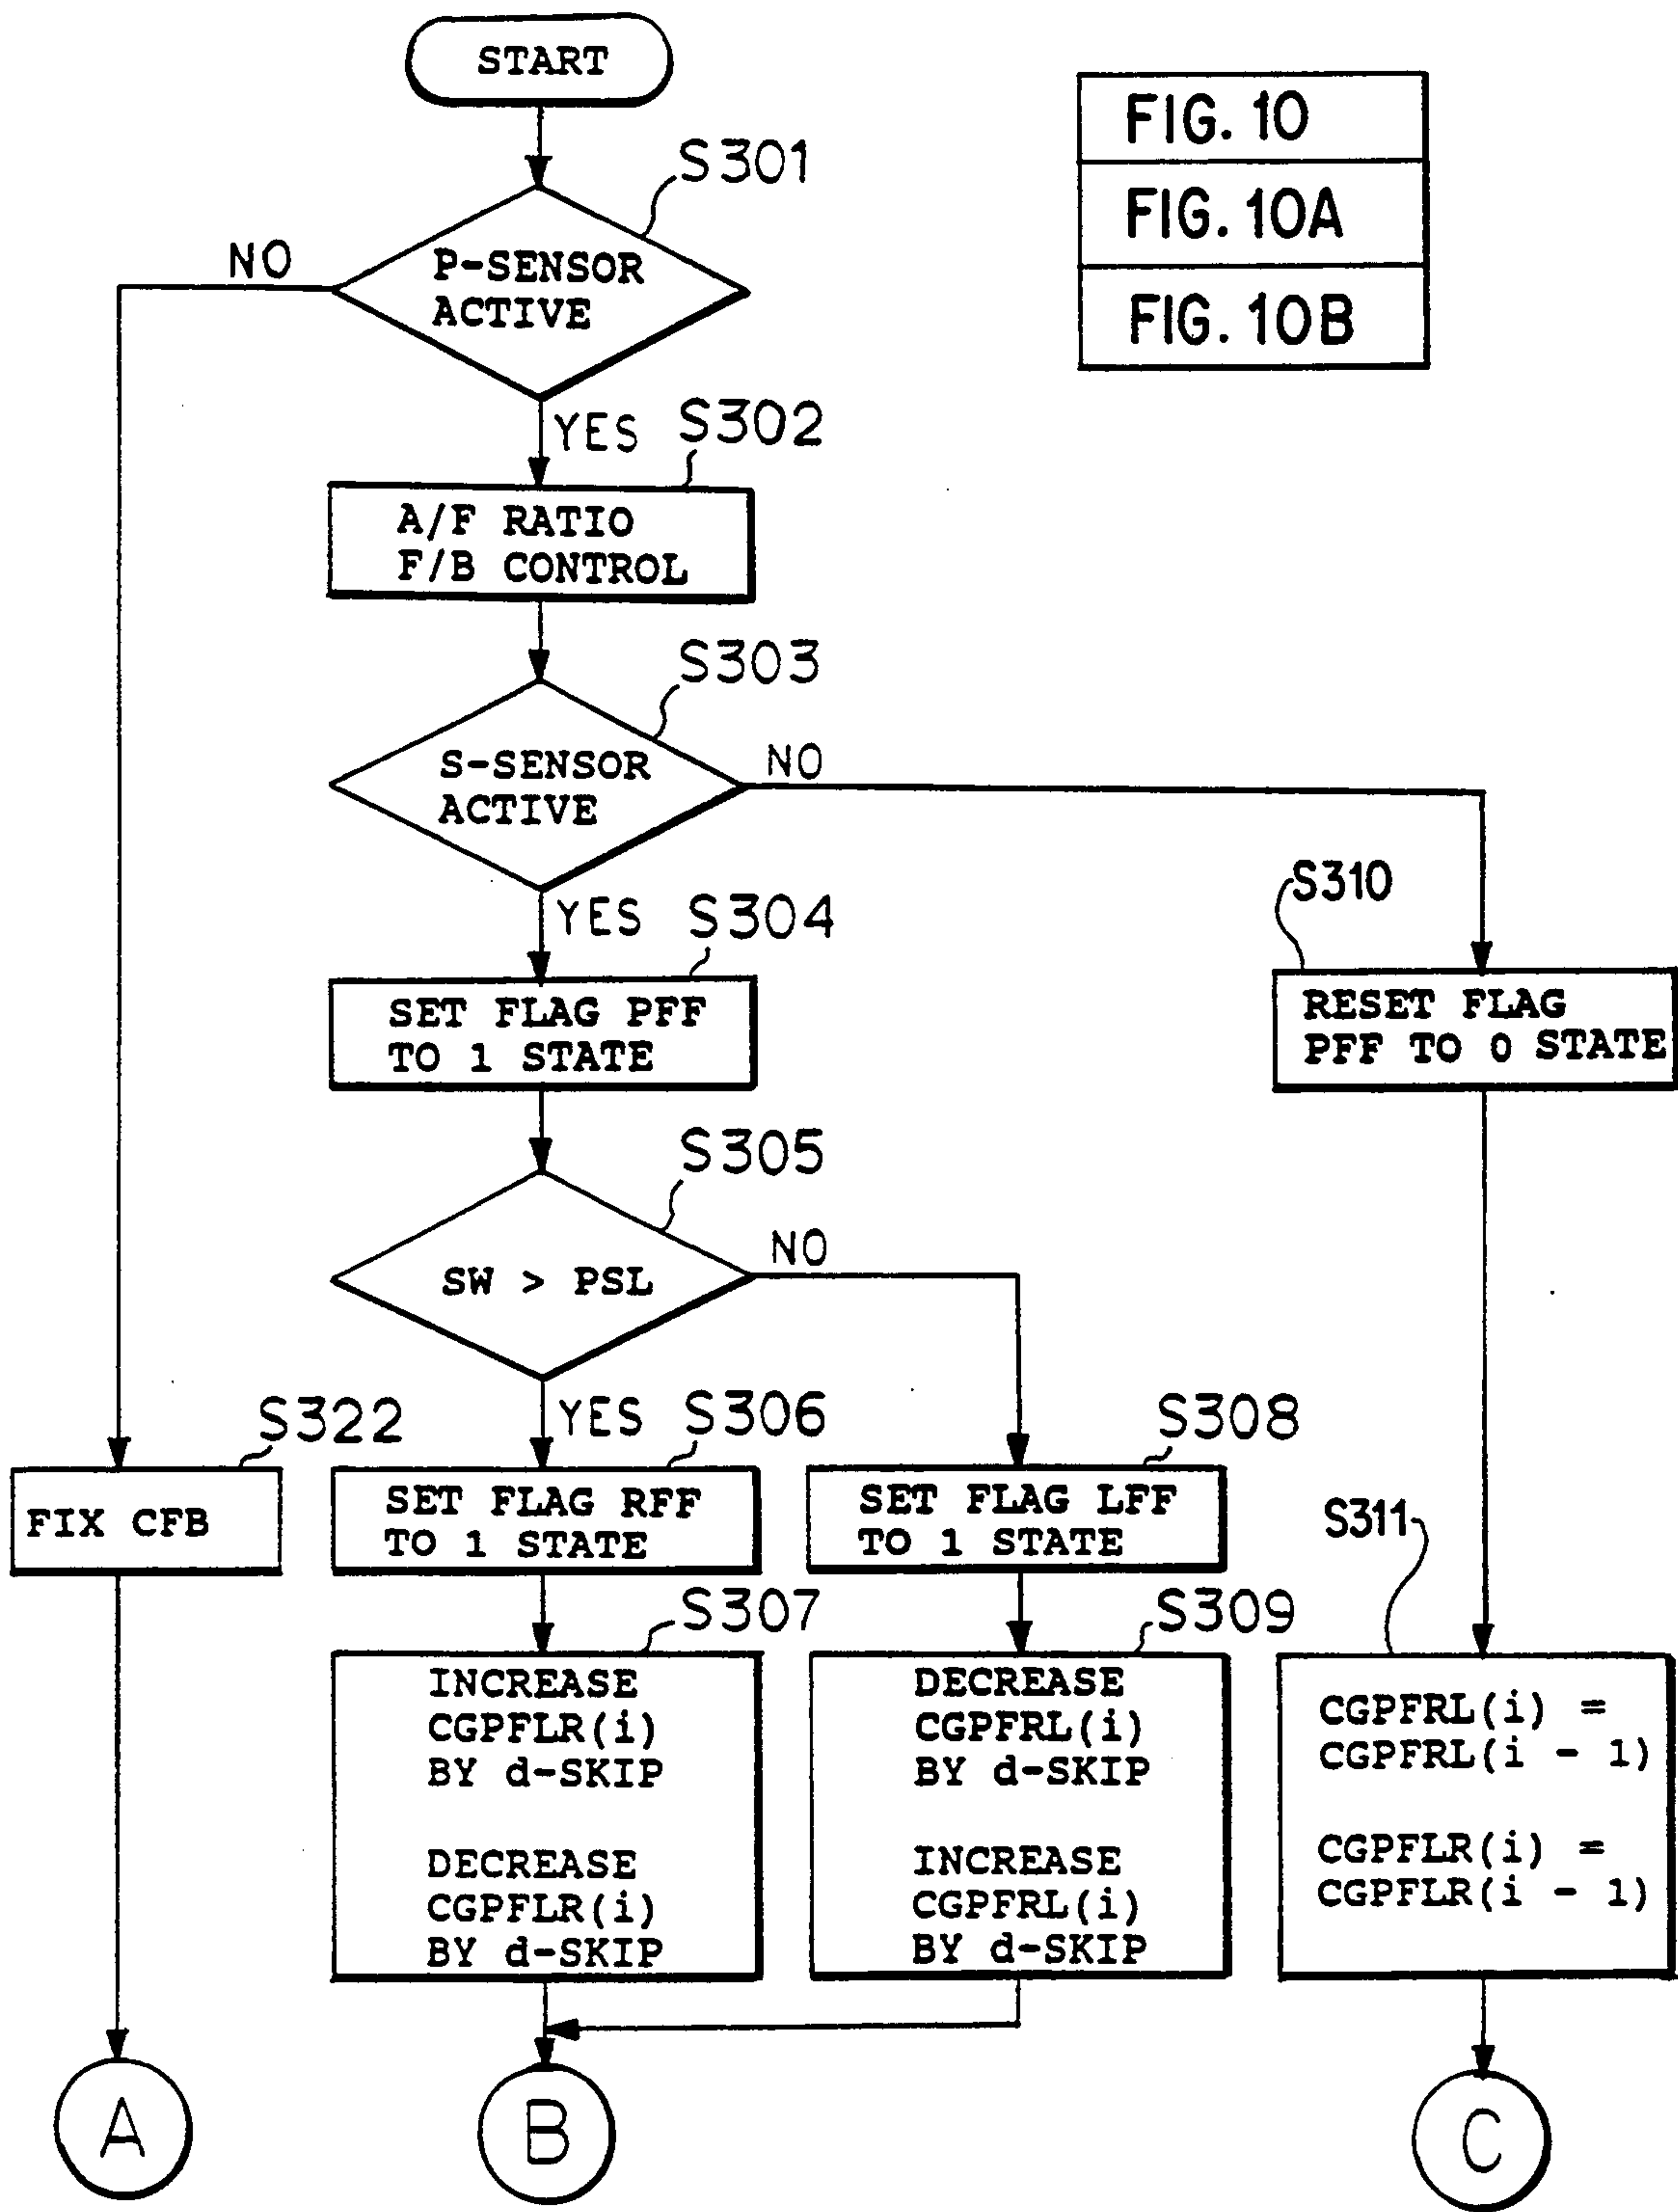 START
FIG. 10
FIG. 10A
FIG. 10B
S301
NO
P-SENSOR
ACTIVE
YES
S302
A/F RATIO
F/B CONTROL
S303
S-SENSOR
ACTIVE
NO
YES
S304
S310
SET FLAG PFF
TO 1 STATE
RESET FLAG
PFF TO 0 STATE
S305
SW > PSL
NO
YES
S322
S306
S308
FIX CFB
SET FLAG RFF
TO 1 STATE
SET FLAG LFF
TO 1 STATE
S311
S307
S309
INCREASE
CGPFLR(i)
BY d-SKIP
DECREASE
CGPFLR(i)
BY d-SKIP
DECREASE
CGPFRL(i)
BY d-SKIP
INCREASE
CGPFRL(i)
BY d-SKIP
CGPFRL(i) =
CGPFRL(i - 1)
CGPFLR(i) =
CGPFLR(i - 1)
A
B
C